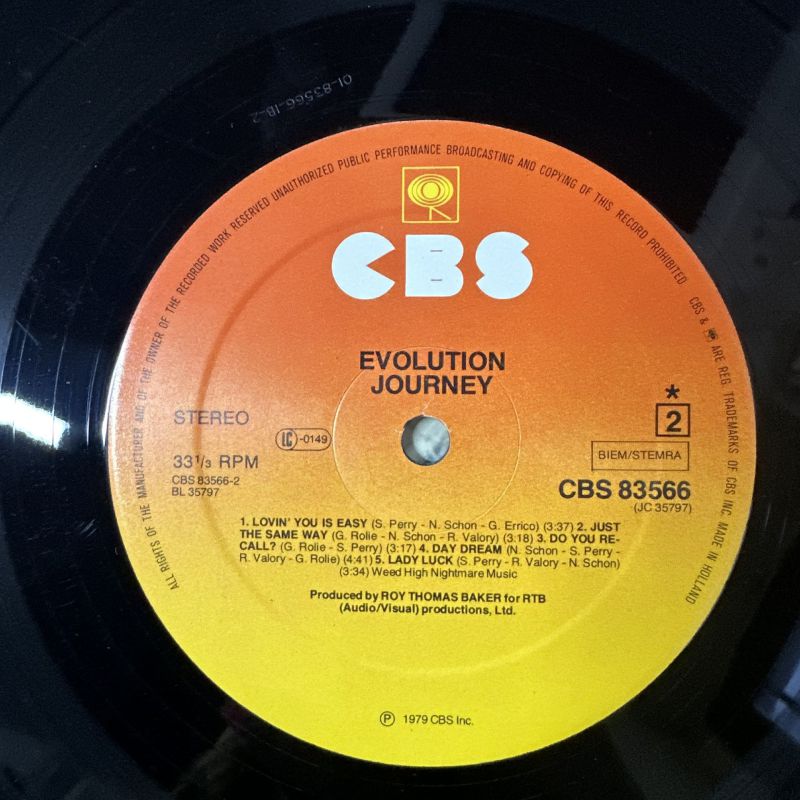 01-83566-1B-2
ALL RIGHTS OF THE MANUFACTURER AND OF THE OWNER OF THE RECORDED WORK RESERVED UNAUTHORIZED PUBLIC PERFORMANCE BROADCASTING AND COPYING OF THIS RECORD PROHIBITED CBS & ARE REG. TRADEMARKS OF CBS INC. MADE IN HOLLAND
CBS
EVOLUTION
JOURNEY
STEREO
LC-0149
33 1/3 RPM
CBS 83566-2
BL 35797
*
2
BIEM/STEMRA
CBS 83566
(JC 35797)
1. LOVIN' YOU IS EASY (S. Perry - N. Schon - G. Errico) (3:37) 2. JUST
THE SAME WAY (G. Rolie - N. Schon - R. Valory) (3:18) 3. DO YOU RE-
CALL? (G. Rolie - S. Perry) (3:17) 4. DAY DREAM (N. Schon - S. Perry -
R. Valory - G. Rolie) (4:41) 5. LADY LUCK (S. Perry - R. Valory - N. Schon)
(3:34) Weed High Nightmare Music
Produced by ROY THOMAS BAKER for RTB
(Audio/Visual) productions, Ltd.
Ⓟ 1979 CBS Inc.